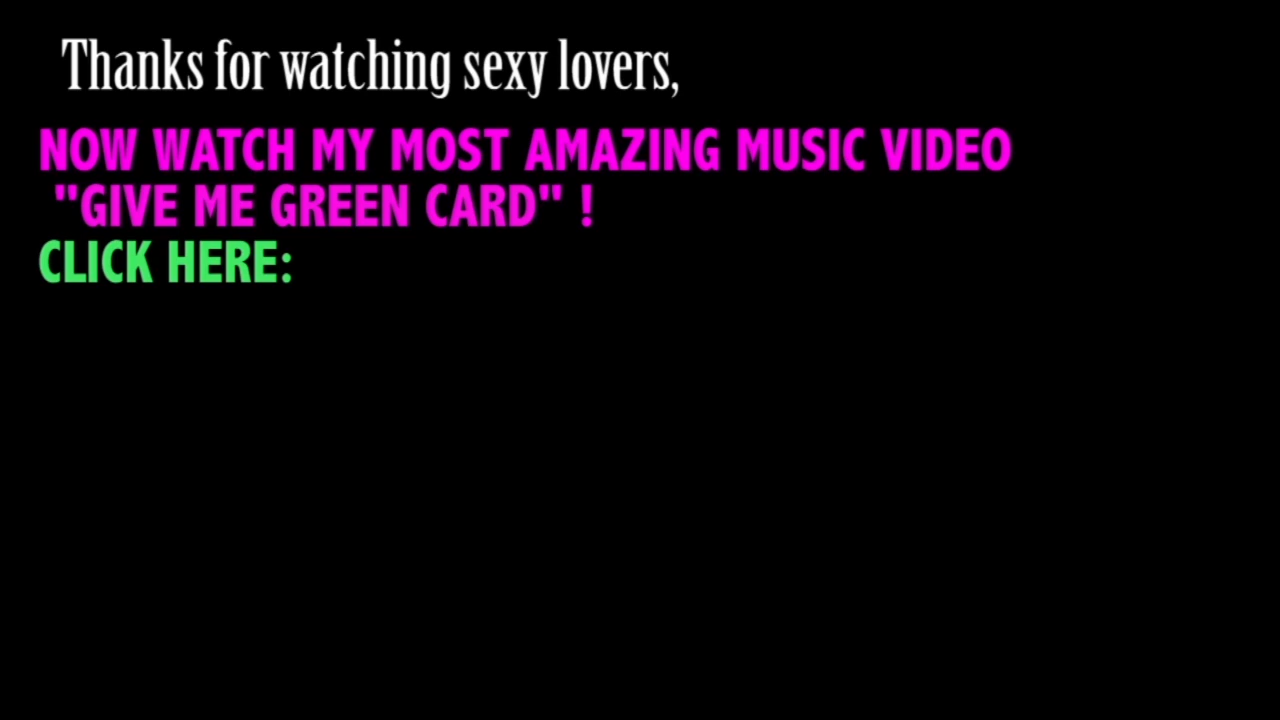 Thanks for watching sexy lovers,
NOW WATCH MY MOST AMAZING MUSIC VIDEO
"GIVE ME GREEN CARD" !
CLICK HERE: